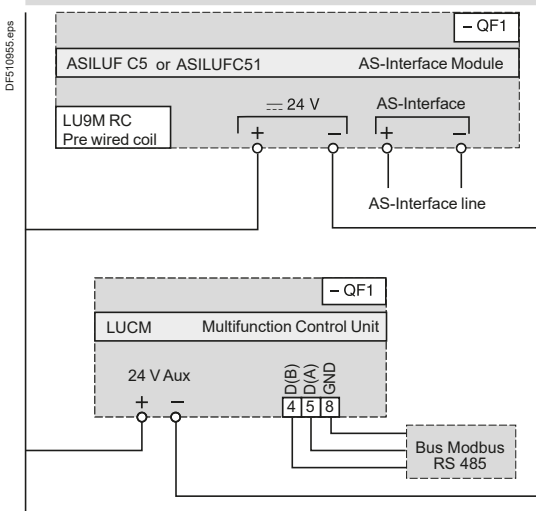 DF510955.eps
– QF1
ASILUF C5 or ASILUFC51 AS-Interface Module
LU9M RC
Pre wired coil
24 V
AS-Interface
+ – + –
AS-Interface line
– QF1
LUCM Multifunction Control Unit
24 V Aux
+ –
D(B) D(A) GND
4 5 8
Bus Modbus
RS 485